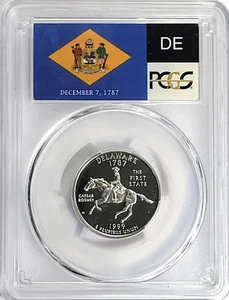 DE
DECEMBER 7, 1787
PCGS
DELAWARE
1787
THE
FIRST
STATE
CAESAR
RODNEY
1999
E PLURIBUS UNUM